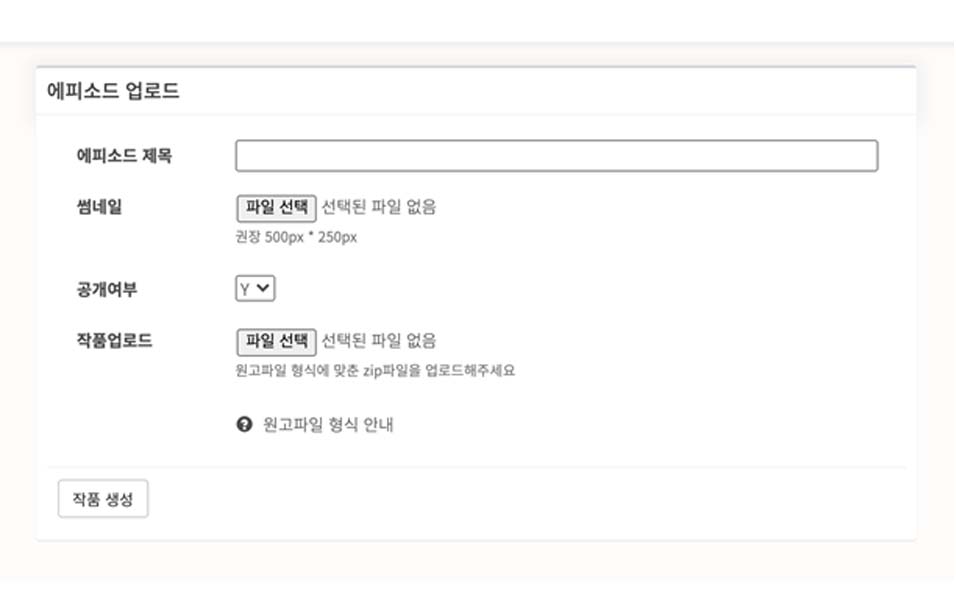 에피소드 업로드
에피소드 제목
썸네일 파일 선택 선택된 파일 없음
권장 500px * 250px
공개여부 Y
작품업로드 파일 선택 선택된 파일 없음
원고파일 형식에 맞춘 zip파일을 업로드해주세요
? 원고파일 형식 안내
작품 생성